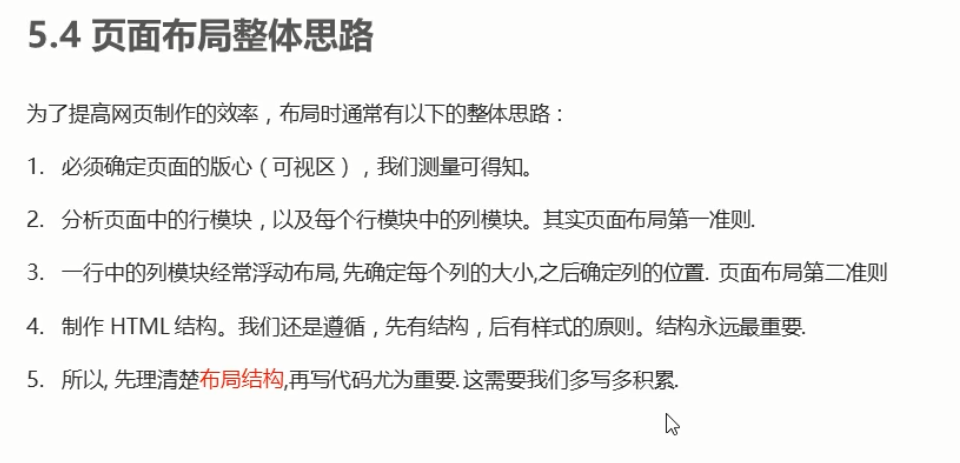 5.4 页面布局整体思路
为了提高网页制作的效率，布局时通常有以下的整体思路：
1. 必须确定页面的版心（可视区），我们测量可得知。
2. 分析页面中的行模块，以及每个行模块中的列模块。其实页面布局第一准则.
3. 一行中的列模块经常浮动布局, 先确定每个列的大小,之后确定列的位置. 页面布局第二准则
4. 制作 HTML 结构。我们还是遵循，先有结构，后有样式的原则。结构永远最重要.
5. 所以, 先理清楚布局结构,再写代码尤为重要. 这需要我们多写多积累.